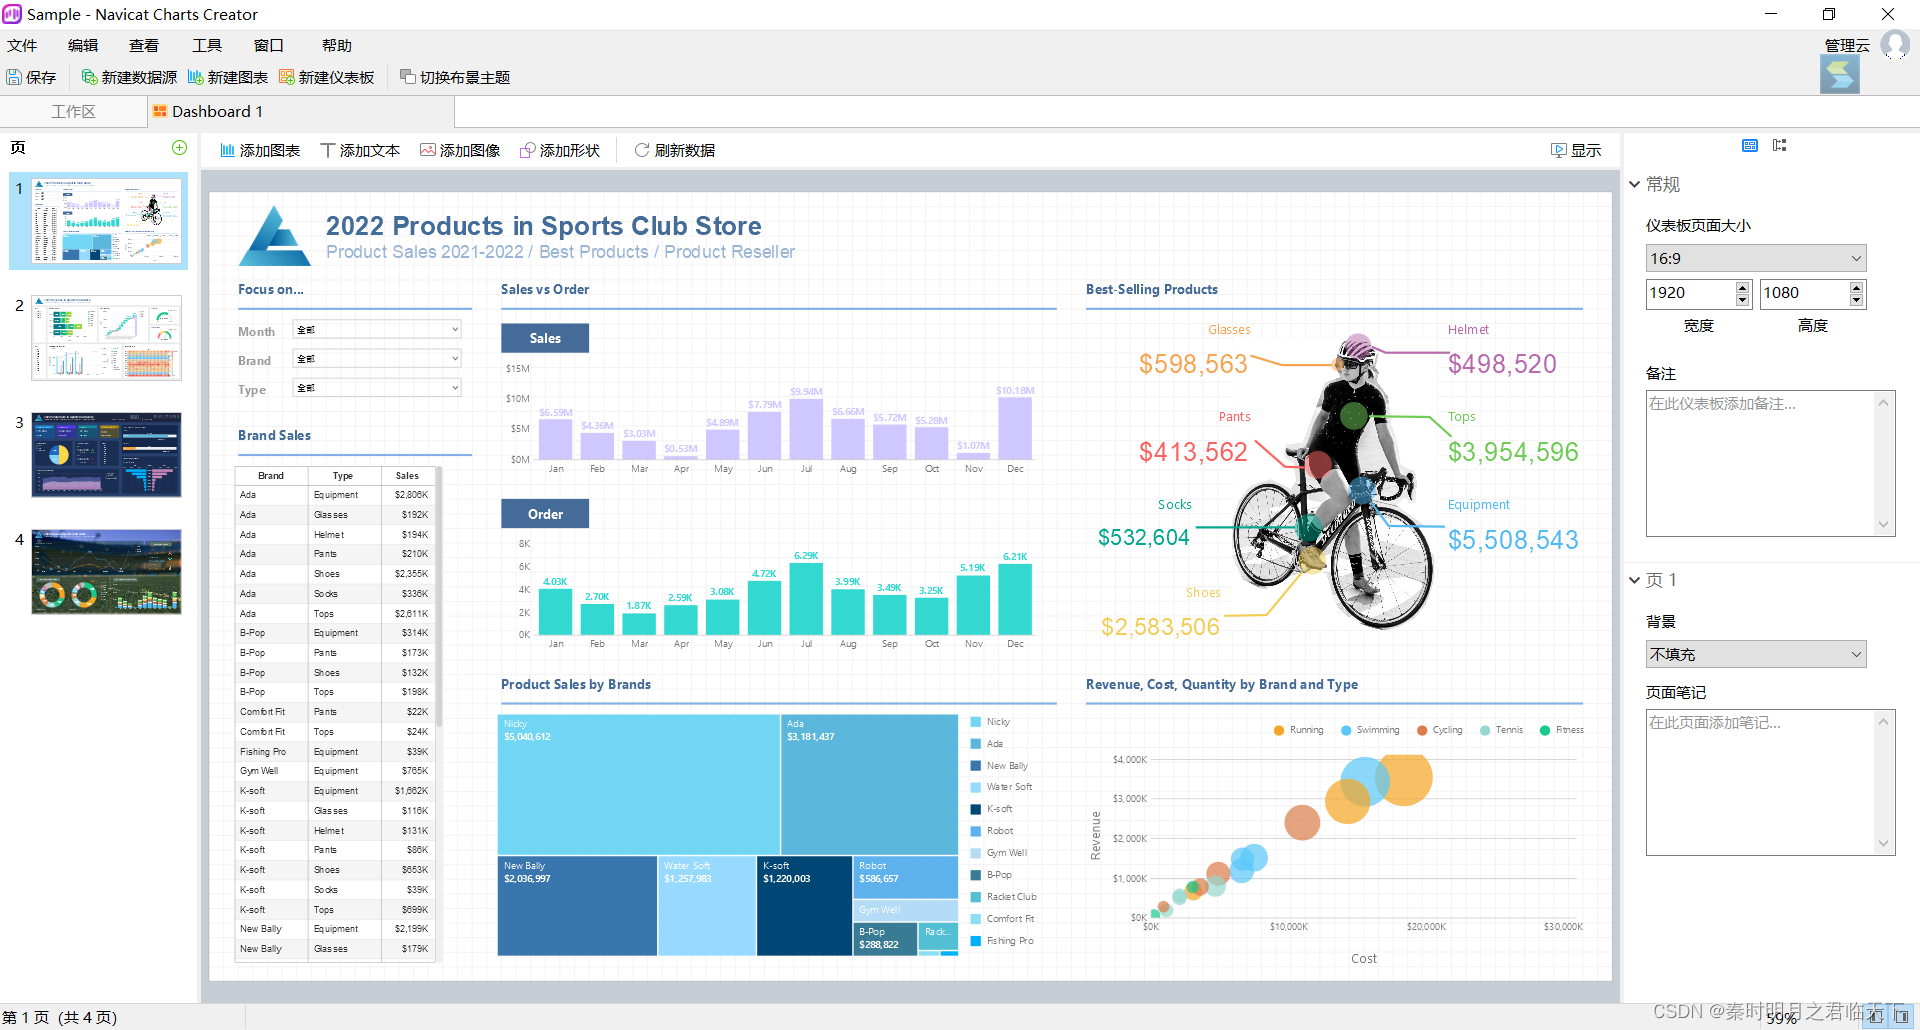 Sample - Navicat Charts Creator
文件 编辑 查看 工具 窗口 帮助
管理云
保存 新建数据源 新建图表 新建仪表板 切换布景主题
工作区 Dashboard 1
页
添加图表 添加文本 添加图像 添加形状 刷新数据 显示
1
2
3
4
2022 Products in Sports Club Store
Product Sales 2021-2022 / Best Products / Product Reseller
Focus on...
Month 全部
Brand 全部
Type 全部
Brand Sales
Brand Type Sales
Ada Equipment $2,806K
Ada Glasses $192K
Ada Helmet $194K
Ada Pants $210K
Ada Shoes $2,355K
Ada Socks $336K
Ada Tops $2,611K
B-Pop Equipment $314K
B-Pop Pants $173K
B-Pop Shoes $132K
B-Pop Tops $198K
Comfort Fit Pants $22K
Comfort Fit Tops $24K
Fishing Pro Equipment $39K
Gym Well Equipment $765K
K-soft Equipment $1,662K
K-soft Glasses $116K
K-soft Helmet $131K
K-soft Pants $86K
K-soft Shoes $653K
K-soft Socks $39K
K-soft Tops $699K
New Bally Equipment $2,199K
New Bally Glasses $179K
Sales vs Order
Sales
$15M
$10M
$5M
$0M
$6.59M $4.36M $3.03M $0.53M $4.89M $7.79M $9.94M $6.66M $5.72M $5.28M $1.07M $10.18M
Jan Feb Mar Apr May Jun Jul Aug Sep Oct Nov Dec
Order
8K
6K
4K
2K
0K
4.03K 2.70K 1.87K 2.59K 3.08K 4.72K 6.29K 3.99K 3.49K 3.25K 5.19K 6.21K
Jan Feb Mar Apr May Jun Jul Aug Sep Oct Nov Dec
Best-Selling Products
Glasses
$598,563
Helmet
$498,520
Pants
$413,562
Tops
$3,954,596
Socks
$532,604
Equipment
$5,508,543
Shoes
$2,583,506
Product Sales by Brands
Nicky
$5,040,612
Ada
$3,181,437
New Bally
$2,036,997
Water Soft
$1,257,983
K-soft
$1,220,003
Robot
$586,657
Gym Well
B-Pop
$288,822
Rack...
Nicky
Ada
New Bally
Water Soft
K-soft
Robot
Gym Well
B-Pop
Racket Club
Comfort Fit
Fishing Pro
Revenue, Cost, Quantity by Brand and Type
Running Swimming Cycling Tennis Fitness
$4,000K
$3,000K
$2,000K
$1,000K
$0K
Revenue
$0K $10,000K $20,000K $30,000K
Cost
常规
仪表板页面大小
16:9
1920 1080
宽度 高度
备注
在此仪表板添加备注...
页 1
背景
不填充
页面笔记
在此页面添加笔记...
第 1 页 (共 4 页)
59%
CSDN @秦时明月之君临天下